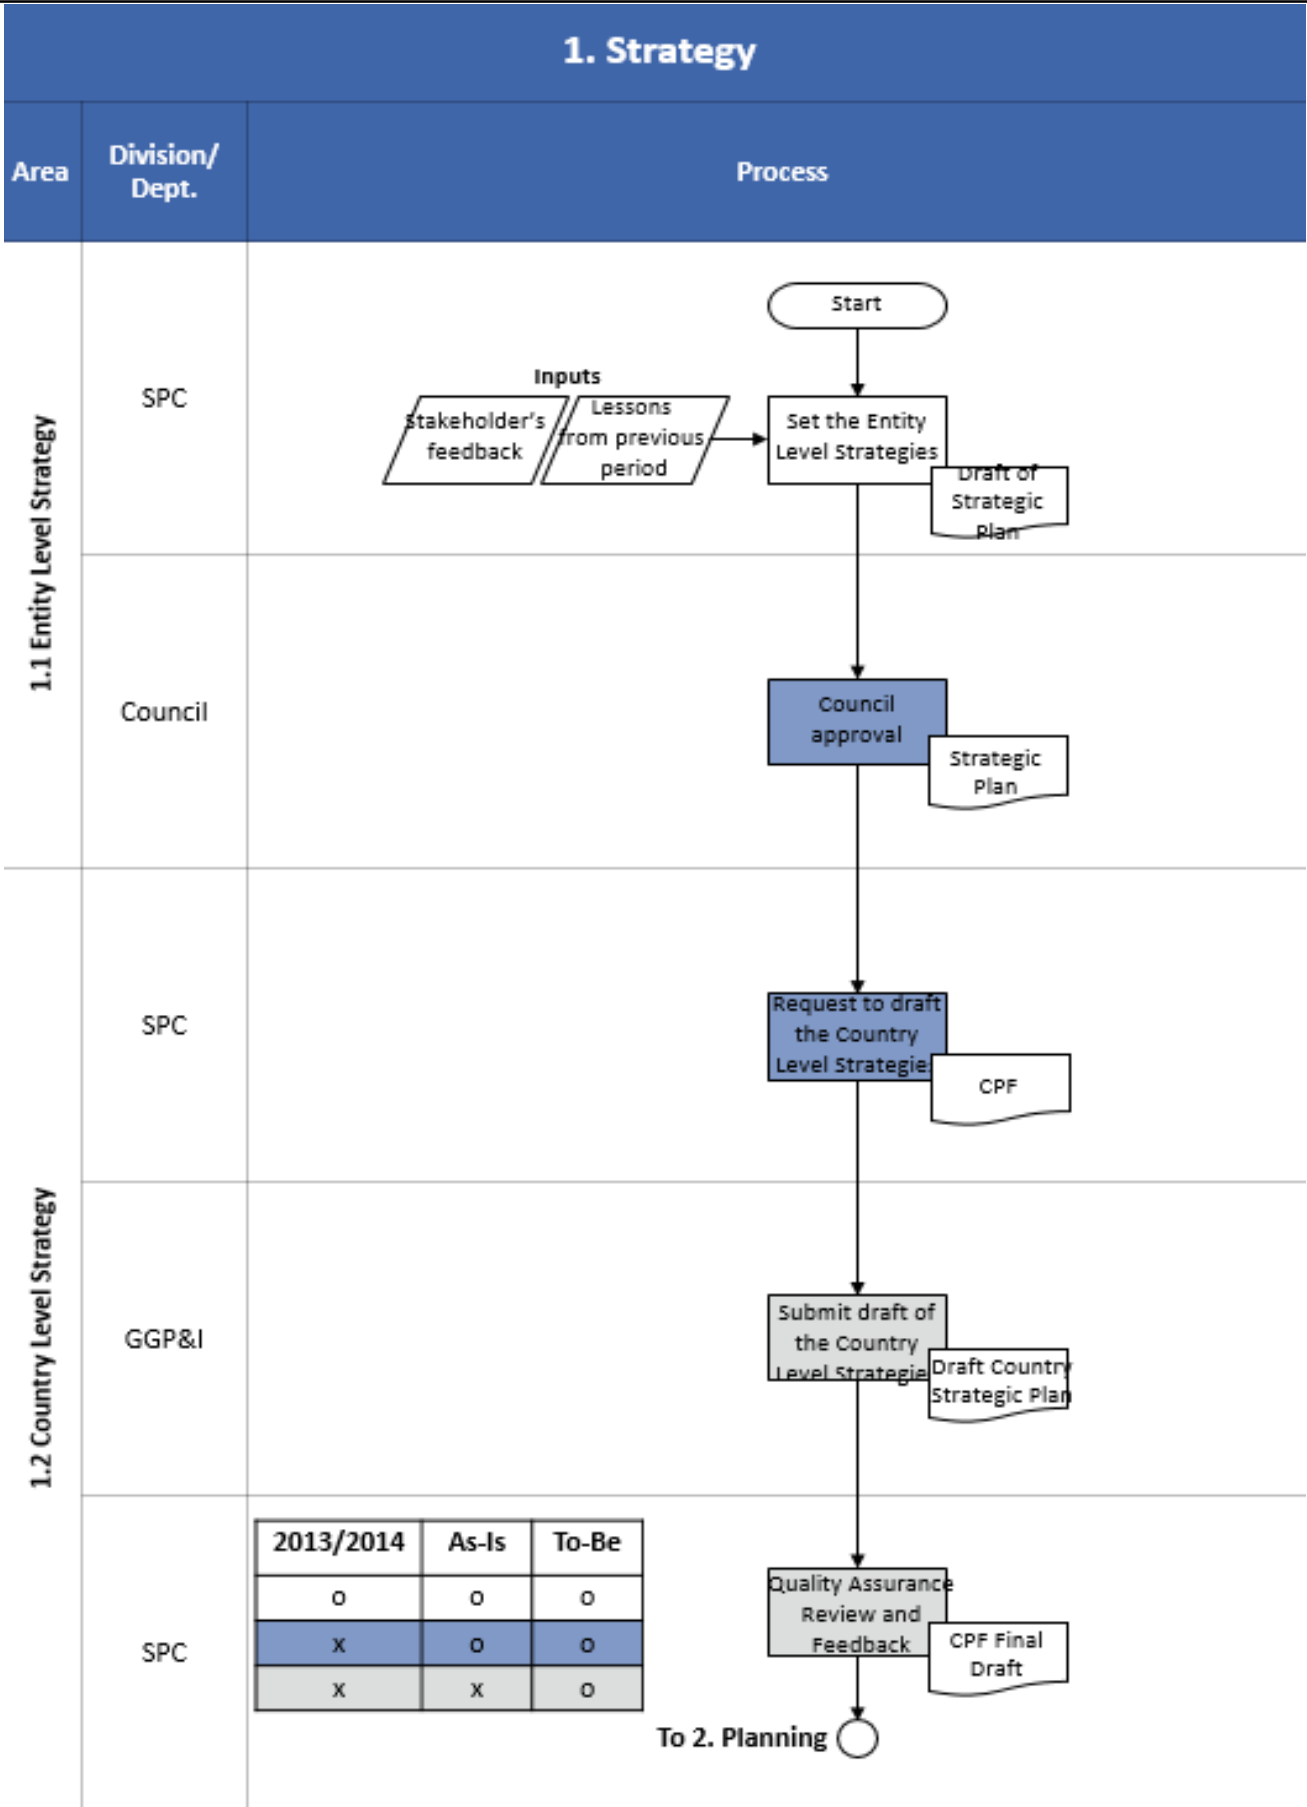 1. Strategy
Area
Division/
Dept.
Process
1.1 Entity Level Strategy
SPC
Start
Inputs
Stakeholder's
feedback
Lessons
from previous
period
Set the Entity
Level Strategies
Draft of
Strategic
Plan
Council
Council
approval
Strategic
Plan
1.2 Country Level Strategy
SPC
Request to draft
the Country
Level Strategies
CPF
GGP&I
Submit draft of
the Country
Level Strategie
Draft Country
Strategic Plan
SPC
2013/2014 As-Is To-Be
o o o
x o o
x x o
Quality Assurance
Review and
Feedback
CPF Final
Draft
To 2. Planning